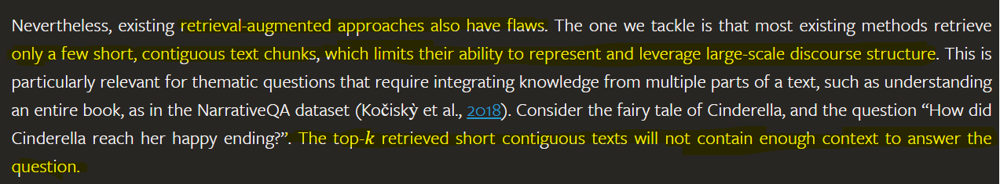 Nevertheless, existing retrieval-augmented approaches also have flaws. The one we tackle is that most existing methods retrieve
only a few short, contiguous text chunks, which limits their ability to represent and leverage large-scale discourse structure. This is
particularly relevant for thematic questions that require integrating knowledge from multiple parts of a text, such as understanding
an entire book, as in the NarrativeQA dataset (Kočiskỳ et al., 2018). Consider the fairy tale of Cinderella, and the question “How did
Cinderella reach her happy ending?”. The top-k retrieved short contiguous texts will not contain enough context to answer the
question.